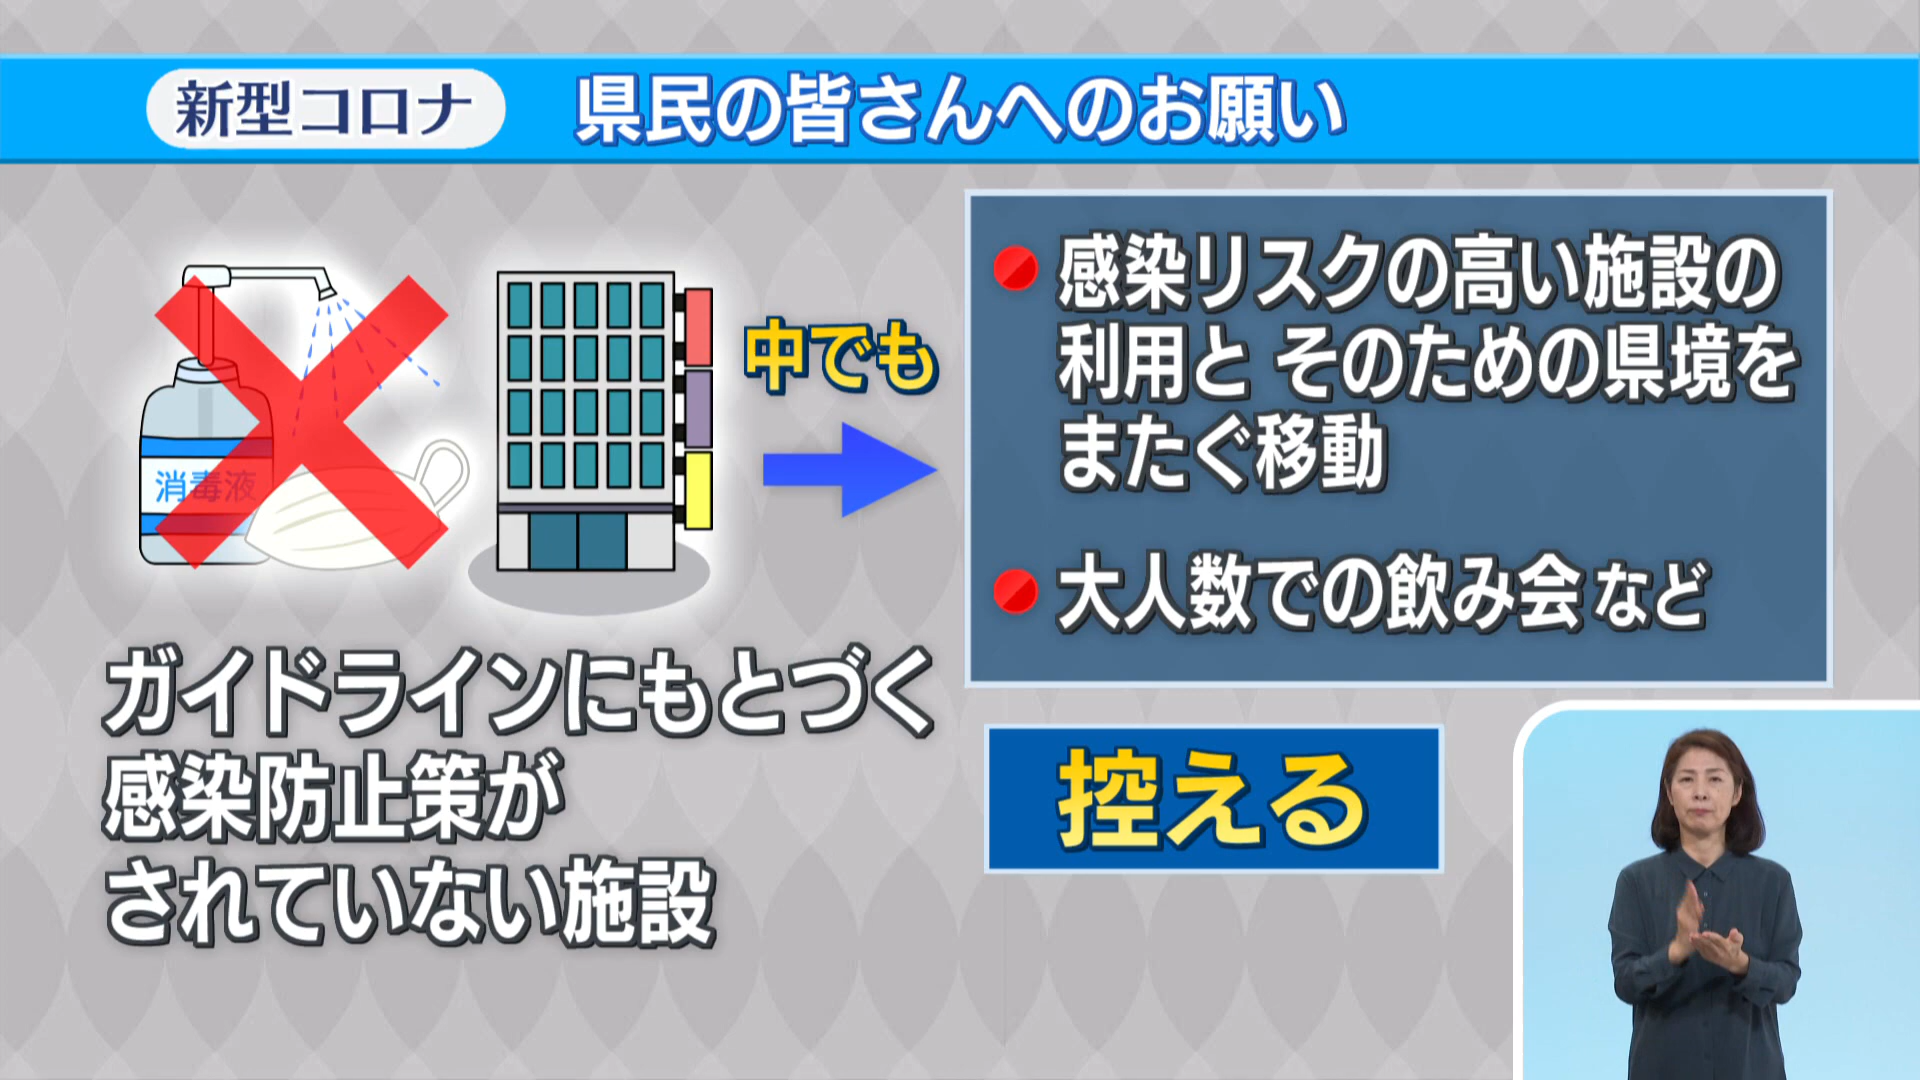 新型コロナ 県民の皆さんへのお願い
消毒液
中でも
ガイドラインにもとづく
感染防止策が
されていない施設
感染リスクの高い施設の
利用と そのための県境を
またぐ移動
大人数での飲み会 など
控える